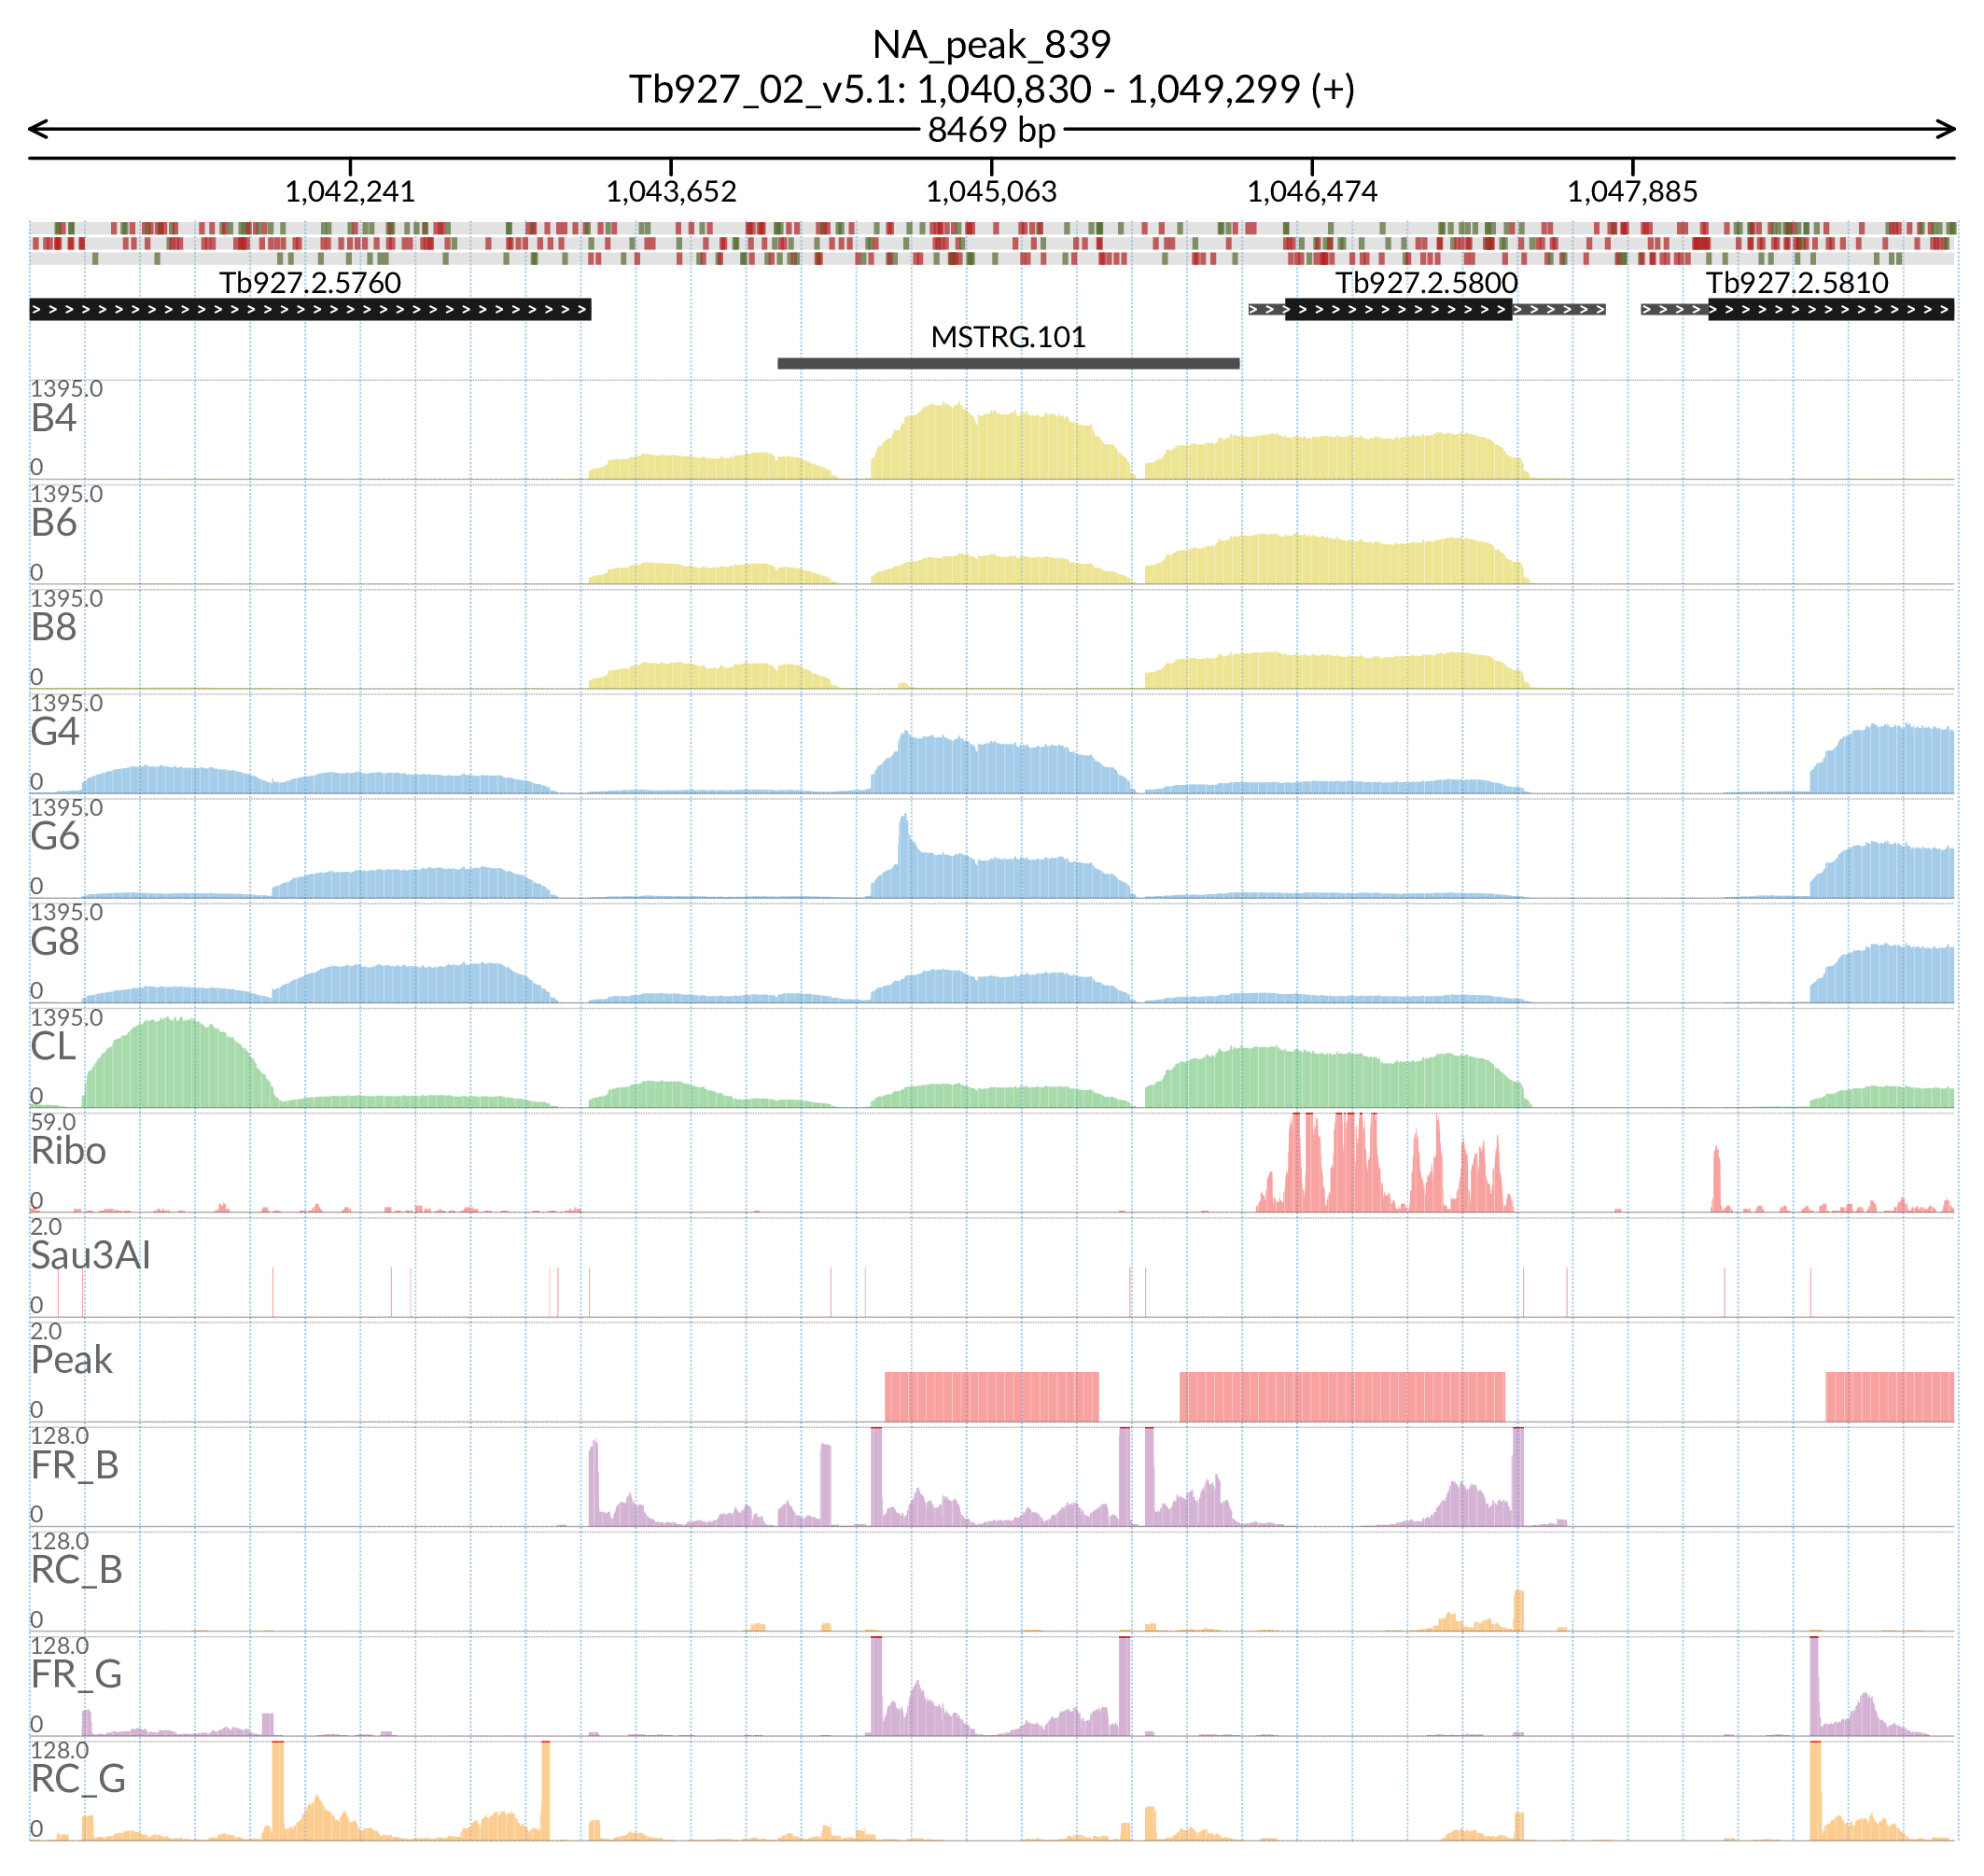 NA_peak_839
Tb927_02_v5.1: 1,040,830 - 1,049,299 (+)
8469 bp
1,042,241 1,043,652 1,045,063 1,046,474 1,047,885
Tb927.2.5760 Tb927.2.5800 Tb927.2.5810
MSTRG.101
1395.0
B4
0
1395.0
B6
0
1395.0
B8
0
1395.0
G4
0
1395.0
G6
0
1395.0
G8
0
1395.0
CL
0
59.0
Ribo
0
2.0
Sau3AI
0
2.0
Peak
0
128.0
FR_B
0
128.0
RC_B
0
128.0
FR_G
0
128.0
RC_G
0